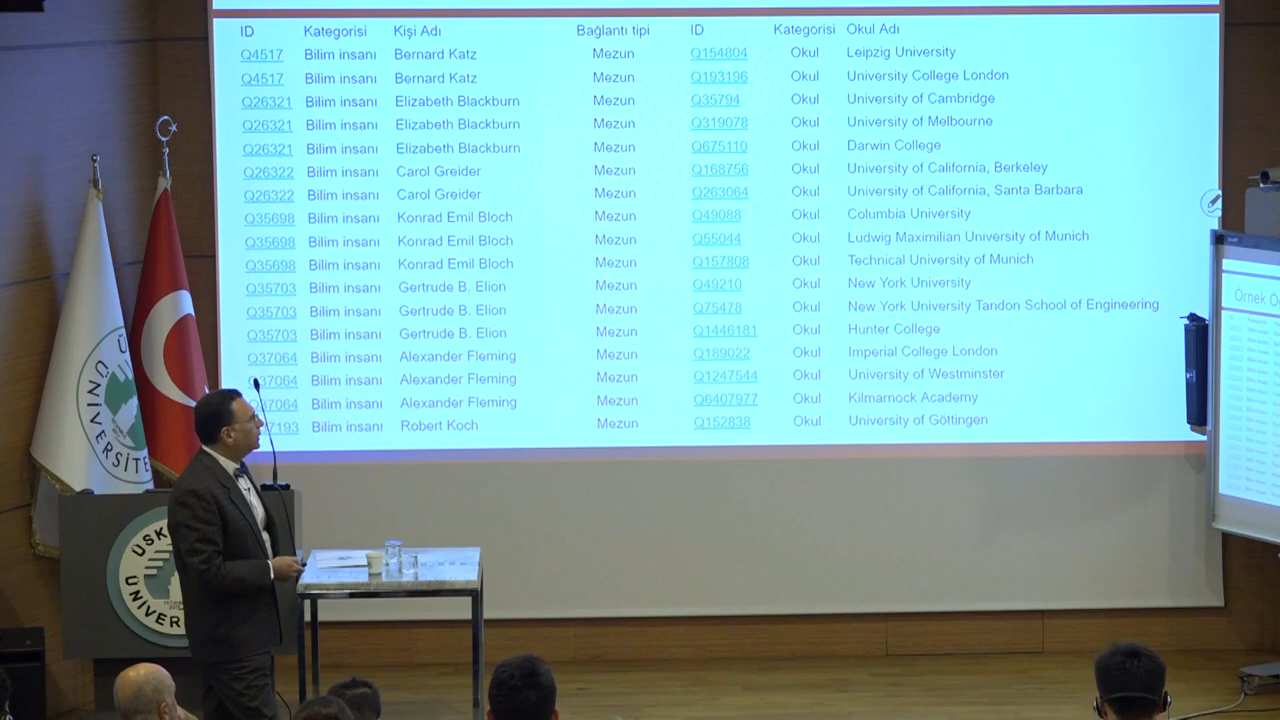 ID Kategorisi Kişi Adı Bağlantı tipi ID Kategorisi Okul Adı
Q4517 Bilim insanı Bernard Katz Mezun Q154804 Okul Leipzig University
Q4517 Bilim insanı Bernard Katz Mezun Q193196 Okul University College London
Q26321 Bilim insanı Elizabeth Blackburn Mezun Q35794 Okul University of Cambridge
Q26321 Bilim insanı Elizabeth Blackburn Mezun Q319078 Okul University of Melbourne
Q26321 Bilim insanı Elizabeth Blackburn Mezun Q675110 Okul Darwin College
Q26322 Bilim insanı Carol Greider Mezun Q168756 Okul University of California, Berkeley
Q26322 Bilim insanı Carol Greider Mezun Q263064 Okul University of California, Santa Barbara
Q35698 Bilim insanı Konrad Emil Bloch Mezun Q49088 Okul Columbia University
Q35698 Bilim insanı Konrad Emil Bloch Mezun Q55044 Okul Ludwig Maximilian University of Munich
Q35698 Bilim insanı Konrad Emil Bloch Mezun Q157808 Okul Technical University of Munich
Q35703 Bilim insanı Gertrude B. Elion Mezun Q49210 Okul New York University
Q35703 Bilim insanı Gertrude B. Elion Mezun Q75478 Okul New York University Tandon School of Engineering
Q35703 Bilim insanı Gertrude B. Elion Mezun Q1446181 Okul Hunter College
Q37064 Bilim insanı Alexander Fleming Mezun Q189022 Okul Imperial College London
Q37064 Bilim insanı Alexander Fleming Mezun Q1247544 Okul University of Westminster
Q37064 Bilim insanı Alexander Fleming Mezun Q6407977 Okul Kilmarnock Academy
7193 Bilim insanı Robert Koch Mezun Q152838 Okul University of Göttingen
Örnek
ÜNİVERSİTE
ÜSK
ÜNİVER